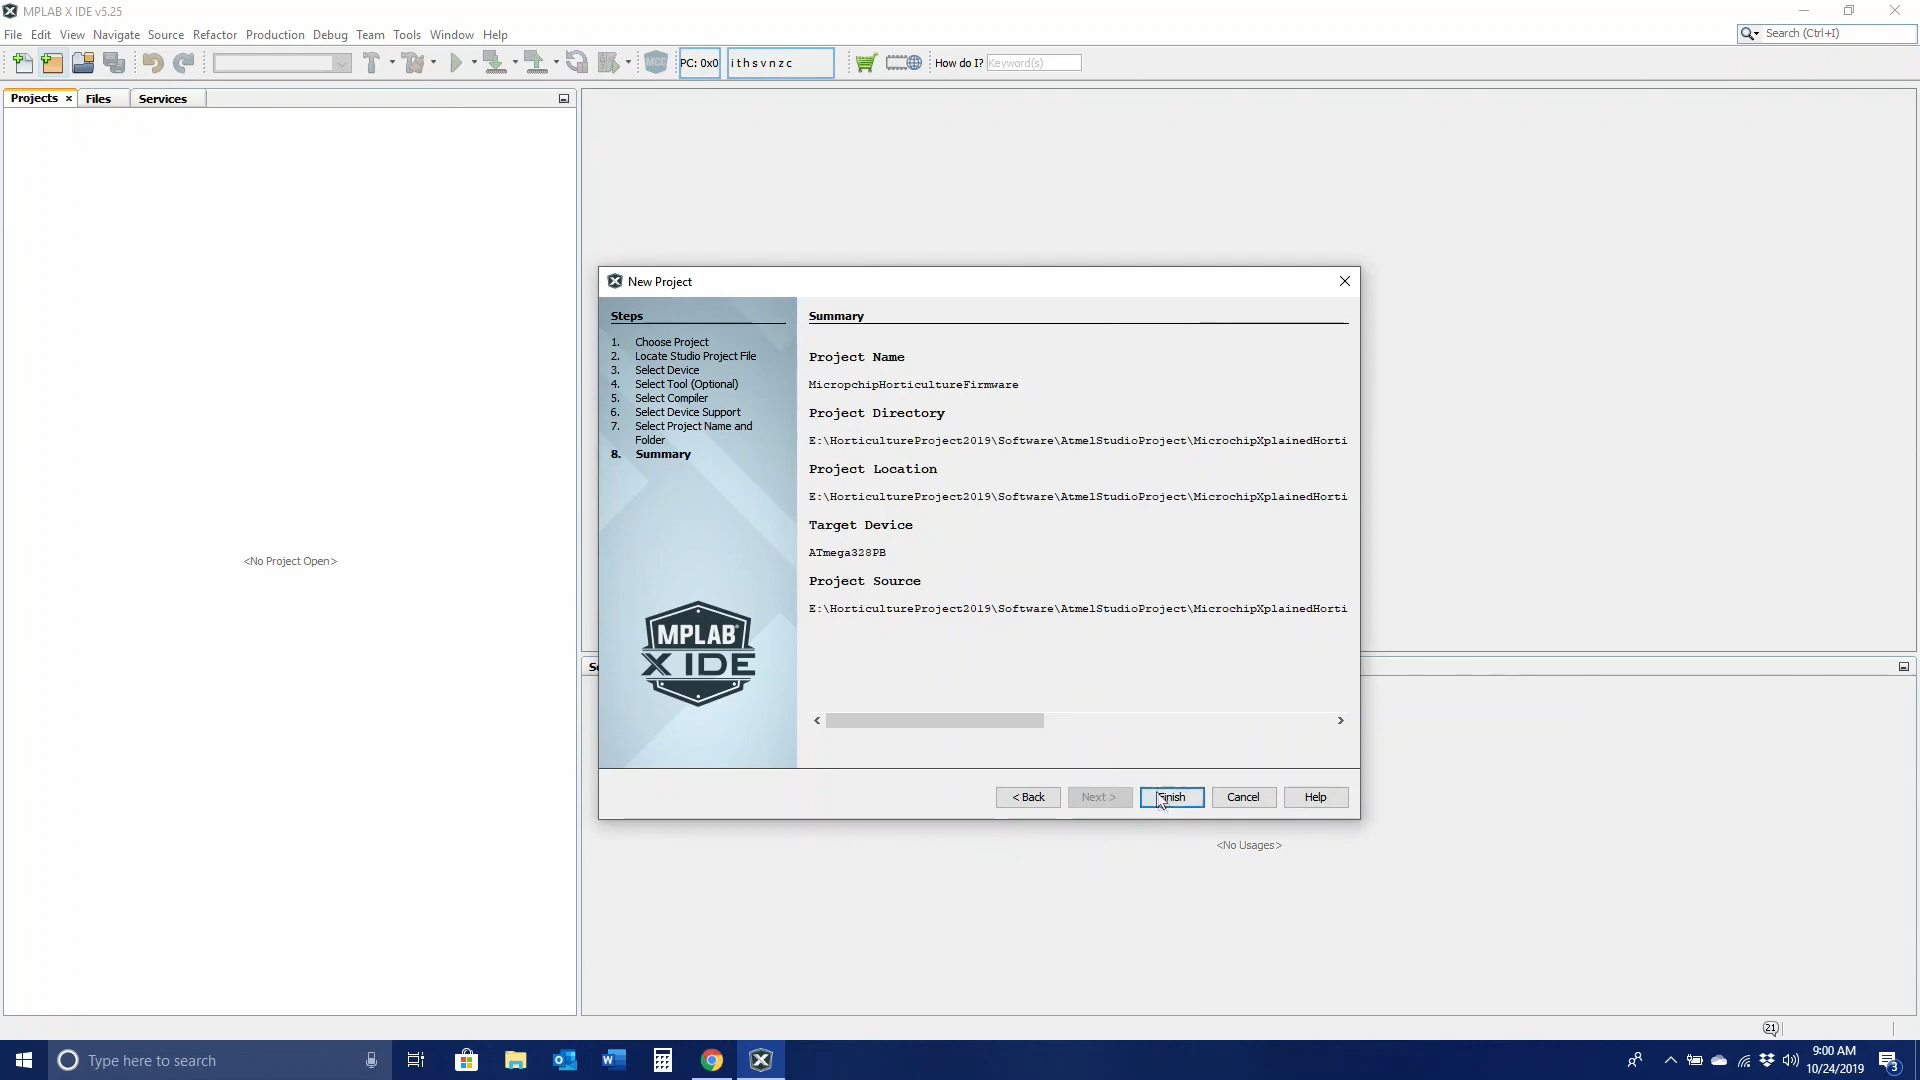 MPLAB X IDE v5.25
File Edit View Navigate Source Refactor Production Debug Team Tools Window Help
Search (Ctrl+I)
MCC
PC: 0x0
i t h s v n z c
How do I?
Keyword(s)
Projects
Files
Services
<No Project Open>
New Project
Steps
1. Choose Project
2. Locate Studio Project File
3. Select Device
4. Select Tool (Optional)
5. Select Compiler
6. Select Device Support
7. Select Project Name and
Folder
8. Summary
MPLAB
X IDE
Summary
Project Name
MicropchipHorticultureFirmware
Project Directory
E:\HorticultureProject2019\Software\AtmelStudioProject\MicrochipXplainedHorti
Project Location
E:\HorticultureProject2019\Software\AtmelStudioProject\MicrochipXplainedHorti
Target Device
ATmega328PB
Project Source
E:\HorticultureProject2019\Software\AtmelStudioProject\MicrochipXplainedHorti
< Back
Next >
Finish
Cancel
Help
<No Usages>
21
Type here to search
9:00 AM
10/24/2019
3